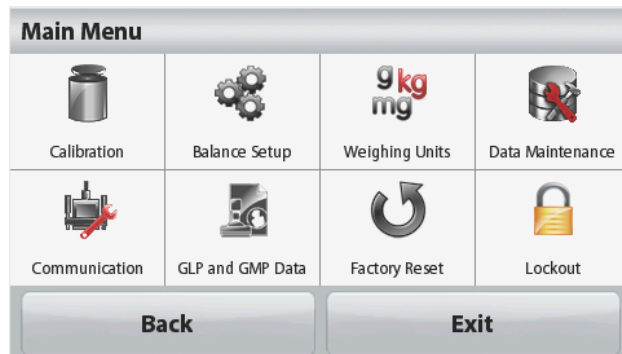 Main Menu
g kg
mg
Calibration Balance Setup Weighing Units Data Maintenance
Communication GLP and GMP Data Factory Reset Lockout
Back Exit